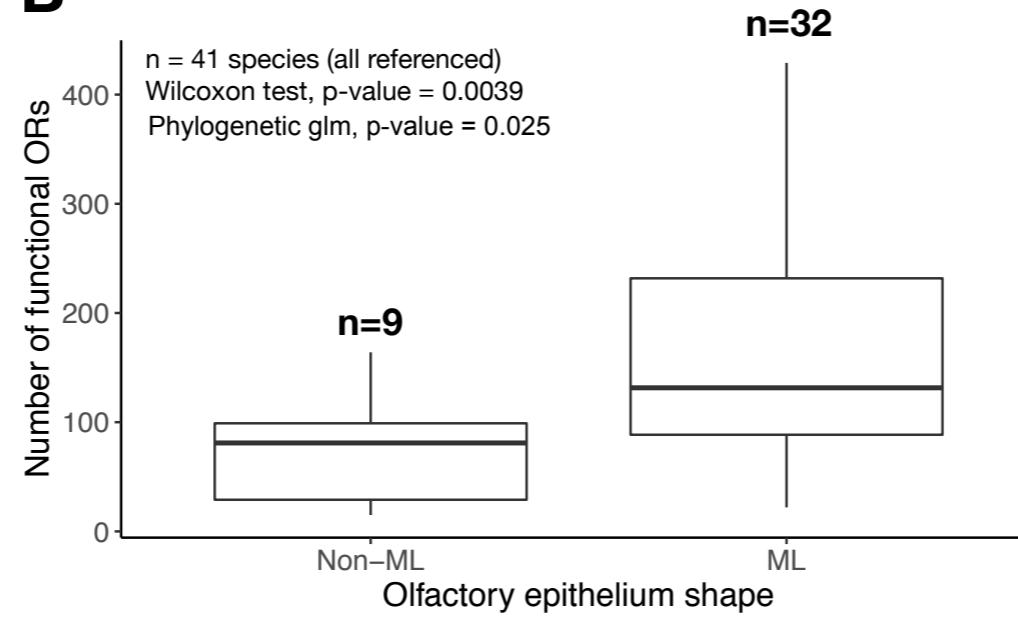 B
n=32
n = 41 species (all referenced)
Wilcoxon test, p-value = 0.0039
Phylogenetic glm, p-value = 0.025
Number of functional ORs
400
300
200
100
0
n=9
Non−ML
ML
Olfactory epithelium shape